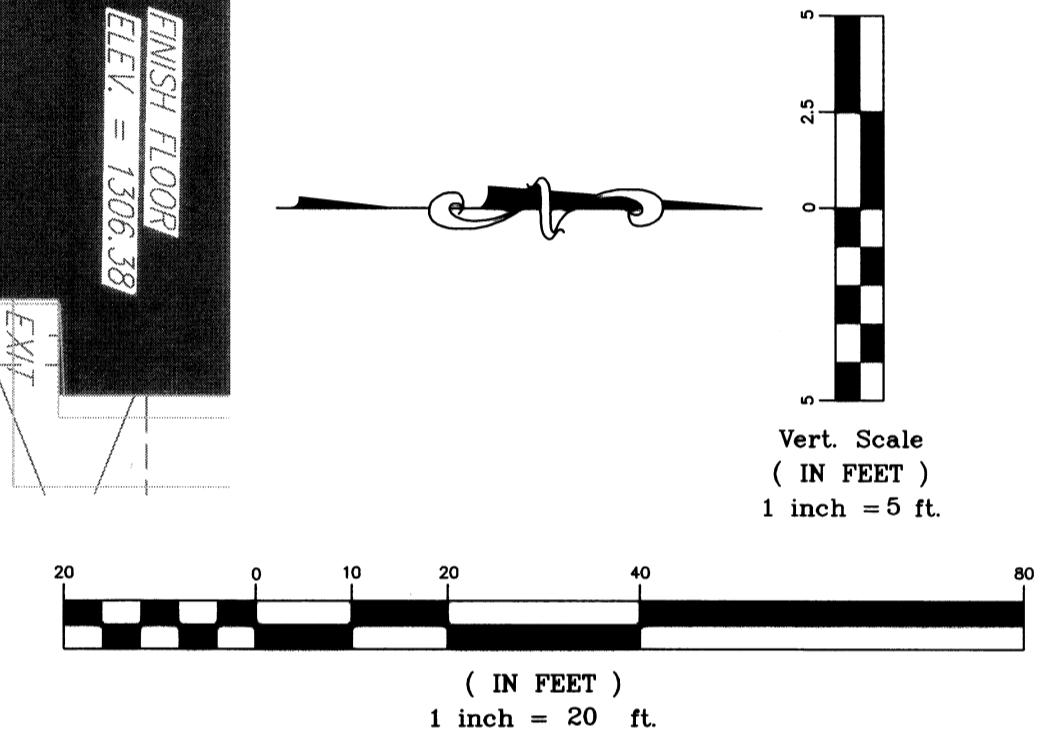 FINISH FLOOR
ELEV. = 1306.38
EXIT
5
2.5
0
5
Vert. Scale
( IN FEET )
1 inch = 5 ft.
20 0 10 20 40 80
( IN FEET )
1 inch = 20 ft.